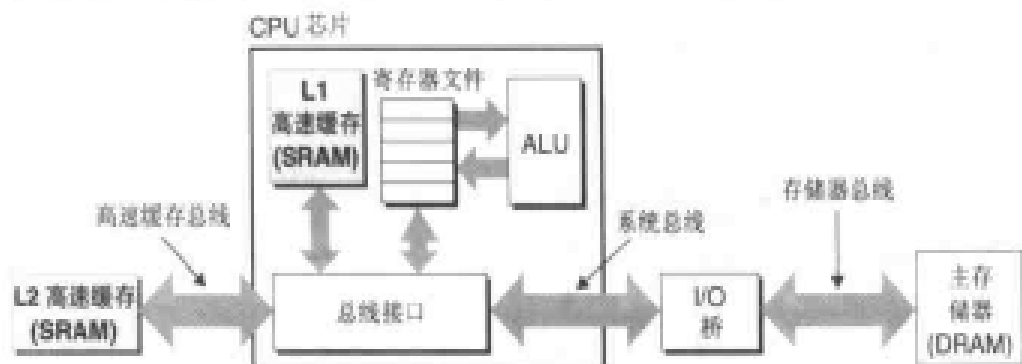 CPU 芯片
L1
高速缓存
(SRAM)
寄存器文件
ALU
高速缓存总线
系统总线
存储器总线
L2 高速缓存
(SRAM)
总线接口
I/O
桥
主存
储器
(DRAM)